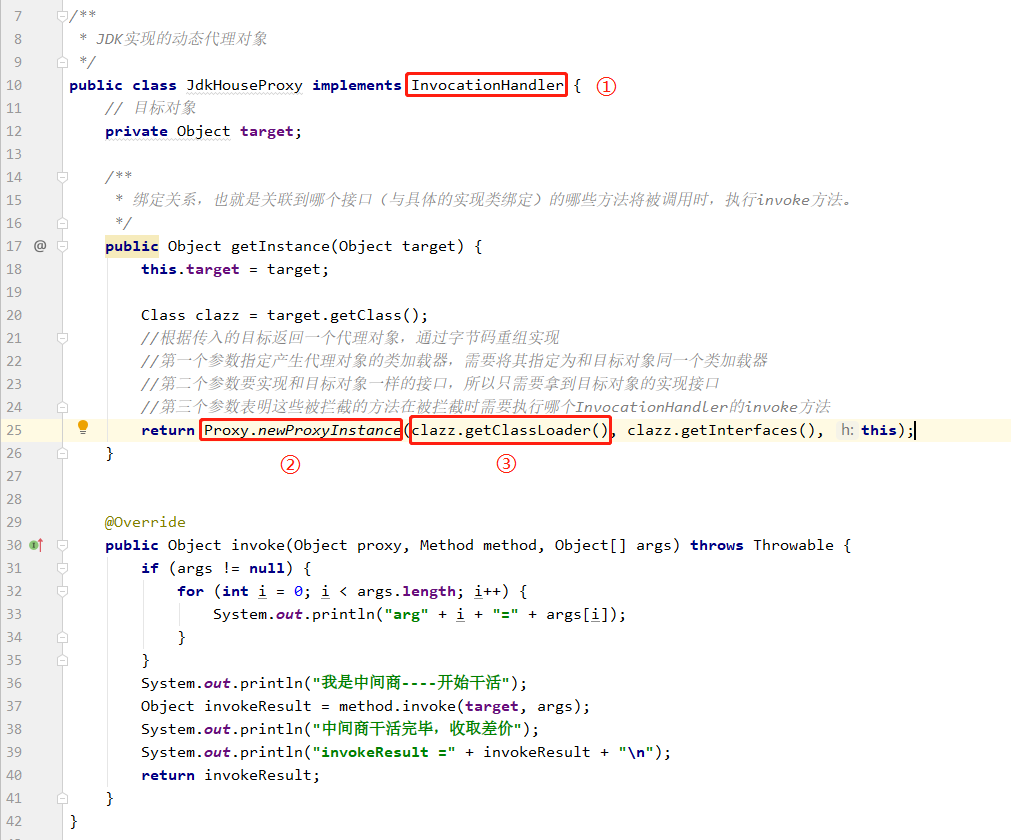 7 /**
8  * JDK实现的动态代理对象
9  */
10 public class JdkHouseProxy implements InvocationHandler { ①
11     // 目标对象
12     private Object target;
13
14     /**
15      * 绑定关系，也就是关联到哪个接口（与具体的实现类绑定）的哪些方法将被调用时，执行invoke方法。
16      */
17 @     public Object getInstance(Object target) {
18         this.target = target;
19
20         Class clazz = target.getClass();
21         //根据传入的目标返回一个代理对象，通过字节码重组实现
22         //第一个参数指定产生代理对象的类加载器，需要将其指定为和目标对象同一个类加载器
23         //第二个参数要实现和目标对象一样的接口，所以只需要拿到目标对象的实现接口
24         //第三个参数表明这些被拦截的方法在被拦截时需要执行哪个InvocationHandler的invoke方法
25         return Proxy.newProxyInstance(clazz.getClassLoader(), clazz.getInterfaces(), h: this);
26     }
② ③
27
28
29     @Override
30     public Object invoke(Object proxy, Method method, Object[] args) throws Throwable {
31         if (args != null) {
32             for (int i = 0; i < args.length; i++) {
33                 System.out.println("arg" + i + "=" + args[i]);
34             }
35         }
36         System.out.println("我是中间商----开始干活");
37         Object invokeResult = method.invoke(target, args);
38         System.out.println("中间商干活完毕，收取差价");
39         System.out.println("invokeResult =" + invokeResult + "\n");
40         return invokeResult;
41     }
42 }